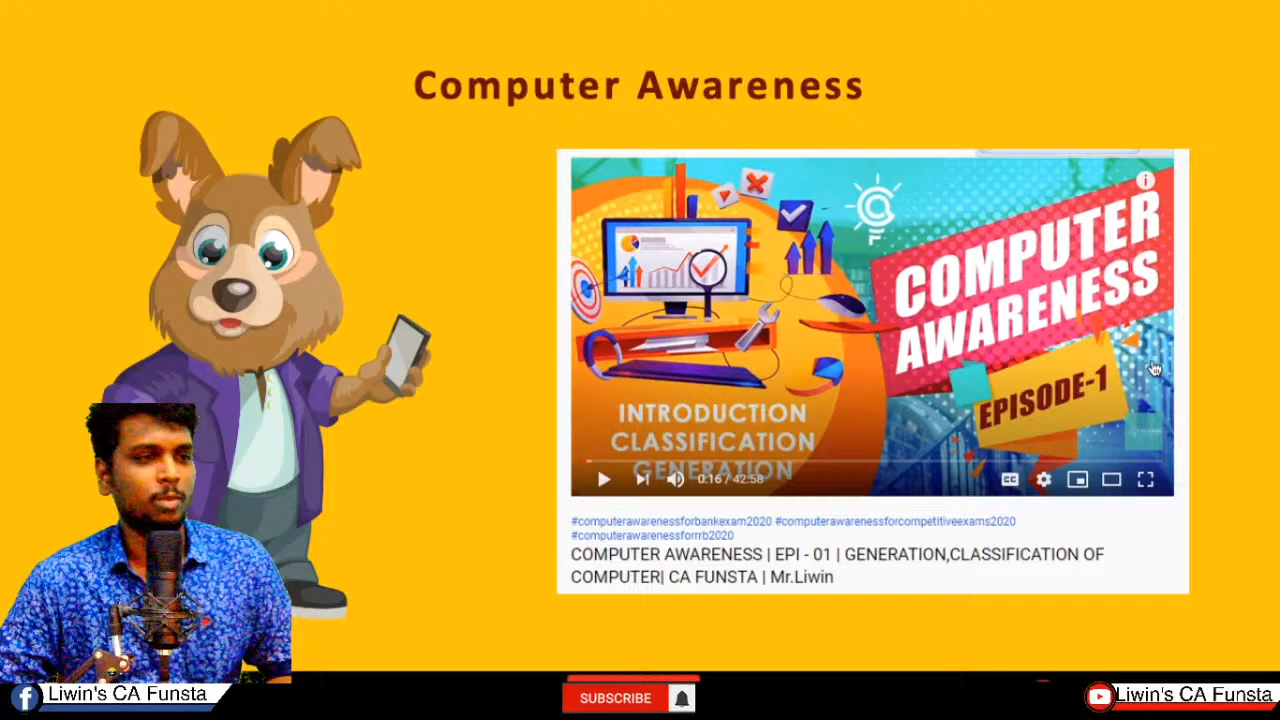 Computer Awareness
COMPUTER
AWARENESS
EPISODE-1
INTRODUCTION
CLASSIFICATION
GENERATION
0:16 / 42:58
CC
#computerawarenessforbankexam2020 #computerawarenessforcompetitiveexams2020
#computerawarenessforrrb2020
COMPUTER AWARENESS | EPI - 01 | GENERATION,CLASSIFICATION OF
COMPUTER| CA FUNSTA | Mr.Liwin
Liwin's CA Funsta
SUBSCRIBE
Liwin's CA Funsta